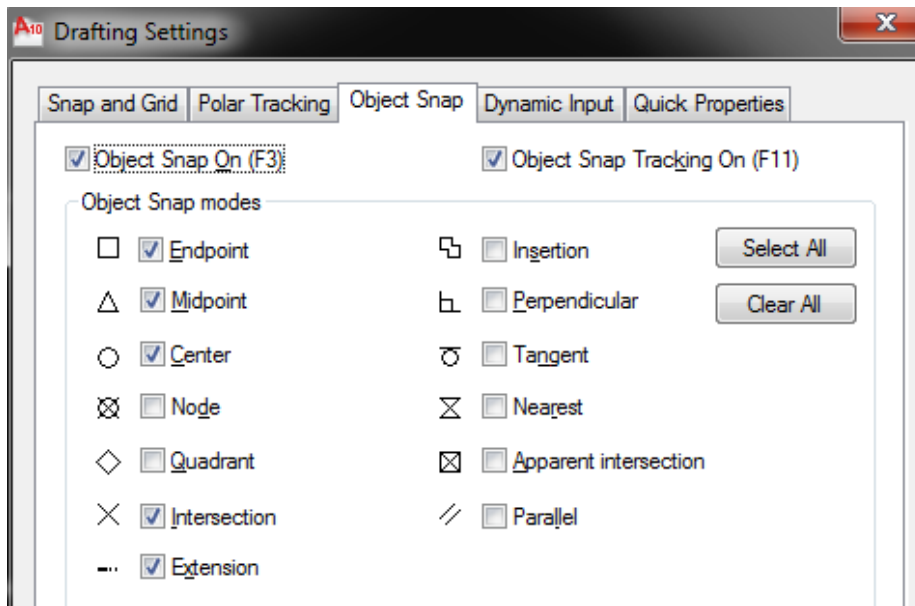 A10 Drafting Settings X
Snap and Grid Polar Tracking Object Snap Dynamic Input Quick Properties
Object Snap On (F3) Object Snap Tracking On (F11)
Object Snap modes
Endpoint Insertion Select All
Midpoint Perpendicular Clear All
Center Tangent
Node Nearest
Quadrant Apparent intersection
Intersection Parallel
Extension